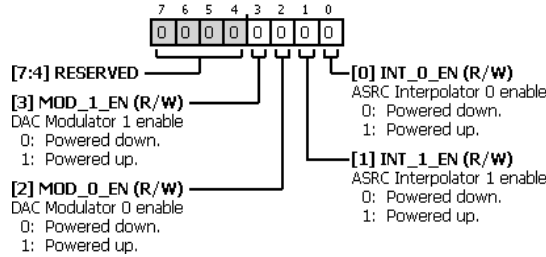 7 6 5 4 3 2 1 0
0 0 0 0 0 0 0 0
[7:4] RESERVED
[3] MOD_1_EN (R/W)
DAC Modulator 1 enable
0: Powered down.
1: Powered up.
[2] MOD_0_EN (R/W)
DAC Modulator 0 enable
0: Powered down.
1: Powered up.
[0] INT_0_EN (R/W)
ASRC Interpolator 0 enable
0: Powered down.
1: Powered up.
[1] INT_1_EN (R/W)
ASRC Interpolator 1 enable
0: Powered down.
1: Powered up.